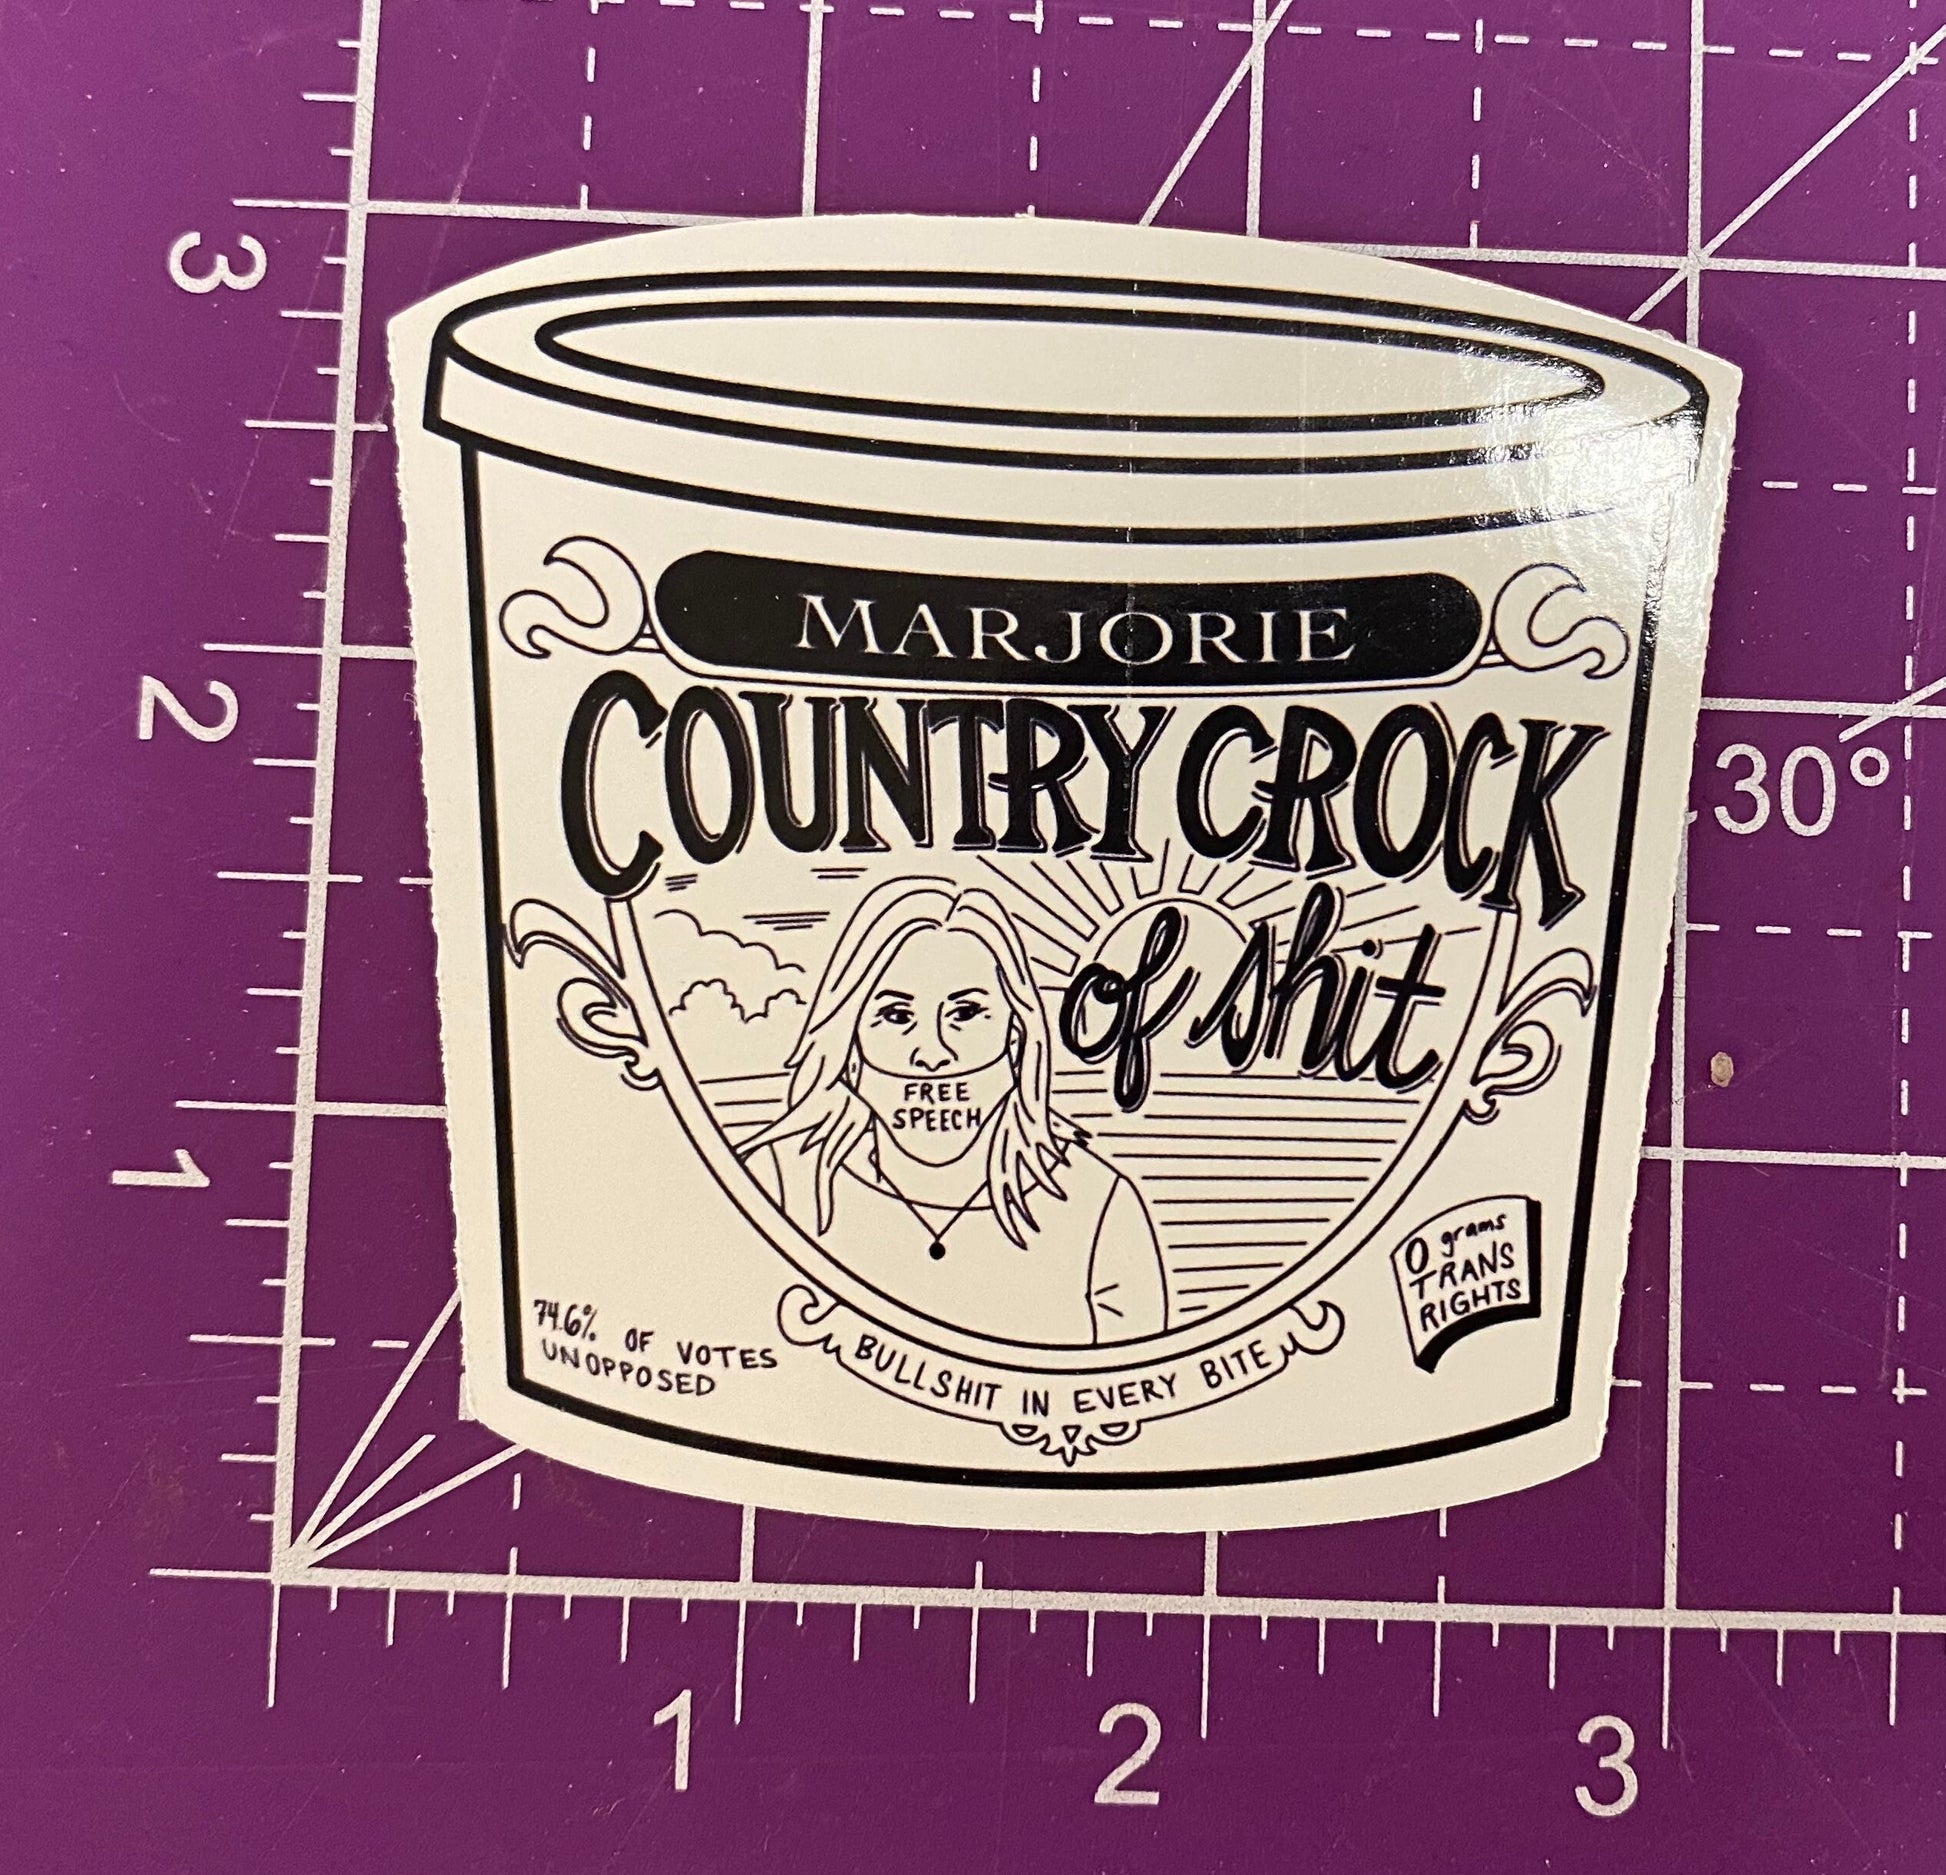 3
MARJORIE
COUNTRY CROCK
of shit
2
30°
FREE
SPEECH
1
0 grams
TRANS
RIGHTS
74.6% OF VOTES
UNOPPOSED
BULLSHIT IN EVERY BITE
1
2
3